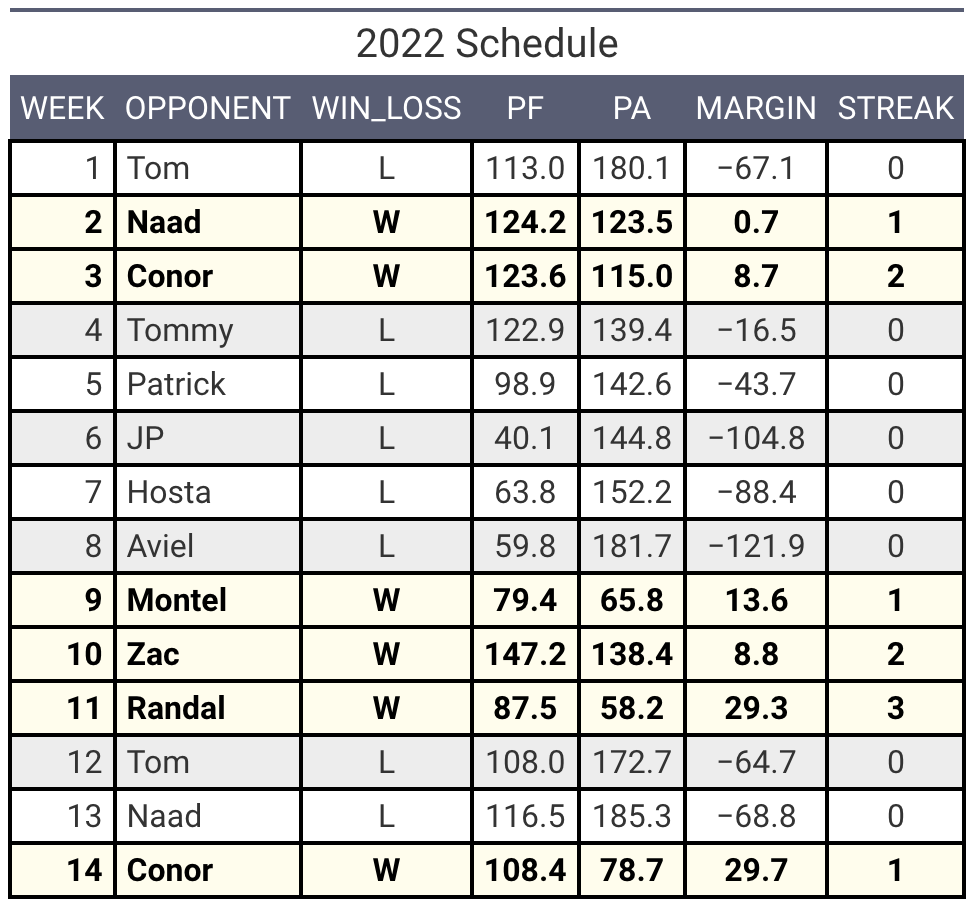 2022 Schedule
WEEK OPPONENT WIN_LOSS PF PA MARGIN STREAK
1 Tom L 113.0 180.1 −67.1 0
2 Naad W 124.2 123.5 0.7 1
3 Conor W 123.6 115.0 8.7 2
4 Tommy L 122.9 139.4 −16.5 0
5 Patrick L 98.9 142.6 −43.7 0
6 JP L 40.1 144.8 −104.8 0
7 Hosta L 63.8 152.2 −88.4 0
8 Aviel L 59.8 181.7 −121.9 0
9 Montel W 79.4 65.8 13.6 1
10 Zac W 147.2 138.4 8.8 2
11 Randal W 87.5 58.2 29.3 3
12 Tom L 108.0 172.7 −64.7 0
13 Naad L 116.5 185.3 −68.8 0
14 Conor W 108.4 78.7 29.7 1